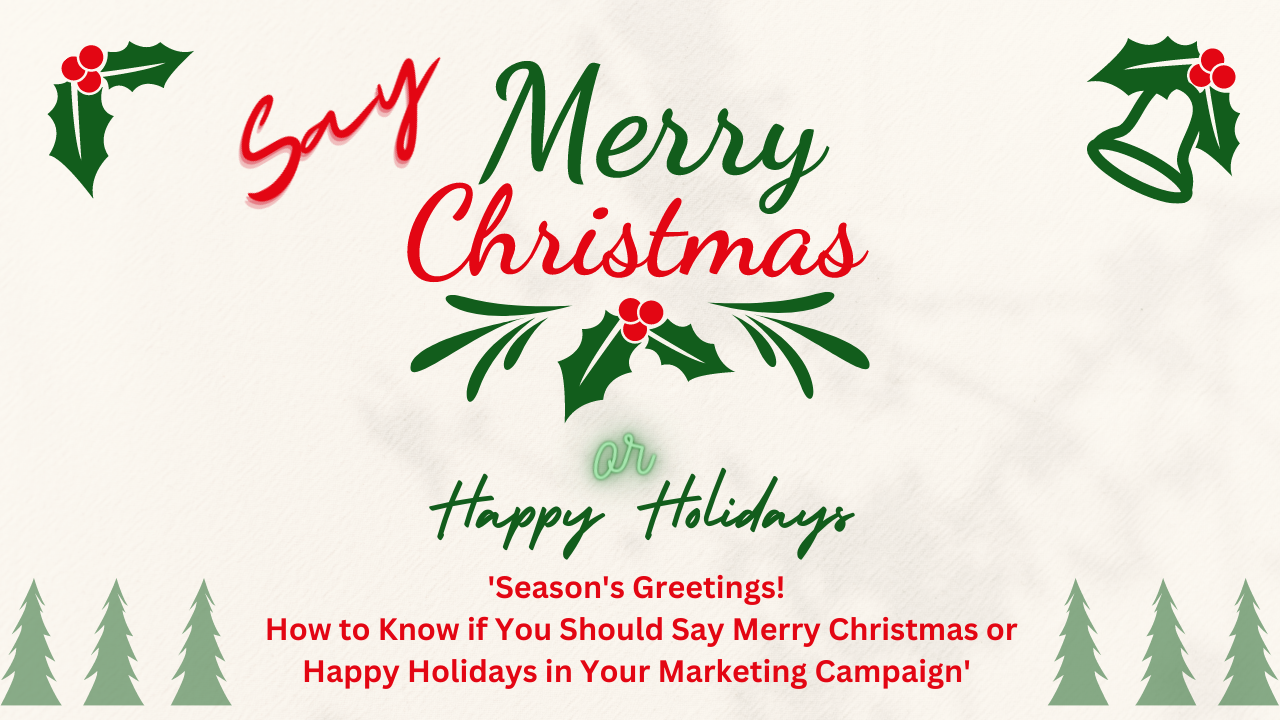 Say Merry
Christmas
or
Happy Holidays
'Season's Greetings!
How to Know if You Should Say Merry Christmas or
Happy Holidays in Your Marketing Campaign'